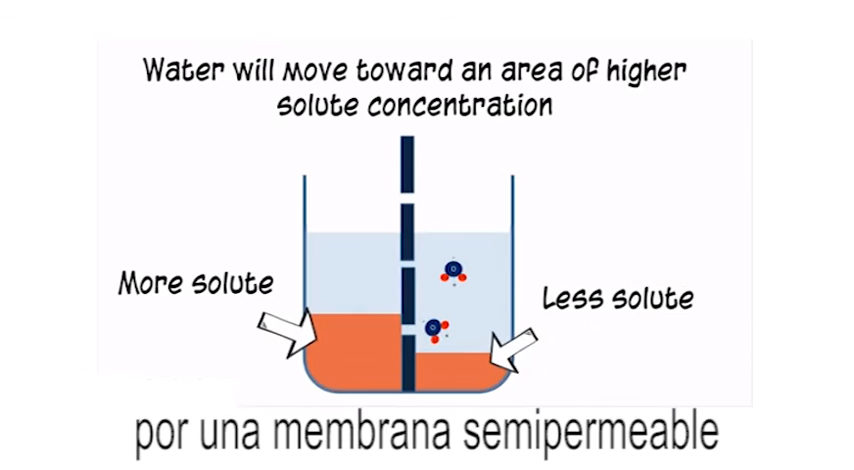 Water will move toward an area of higher
solute concentration
More solute
Less solute
por una membrana semipermeable